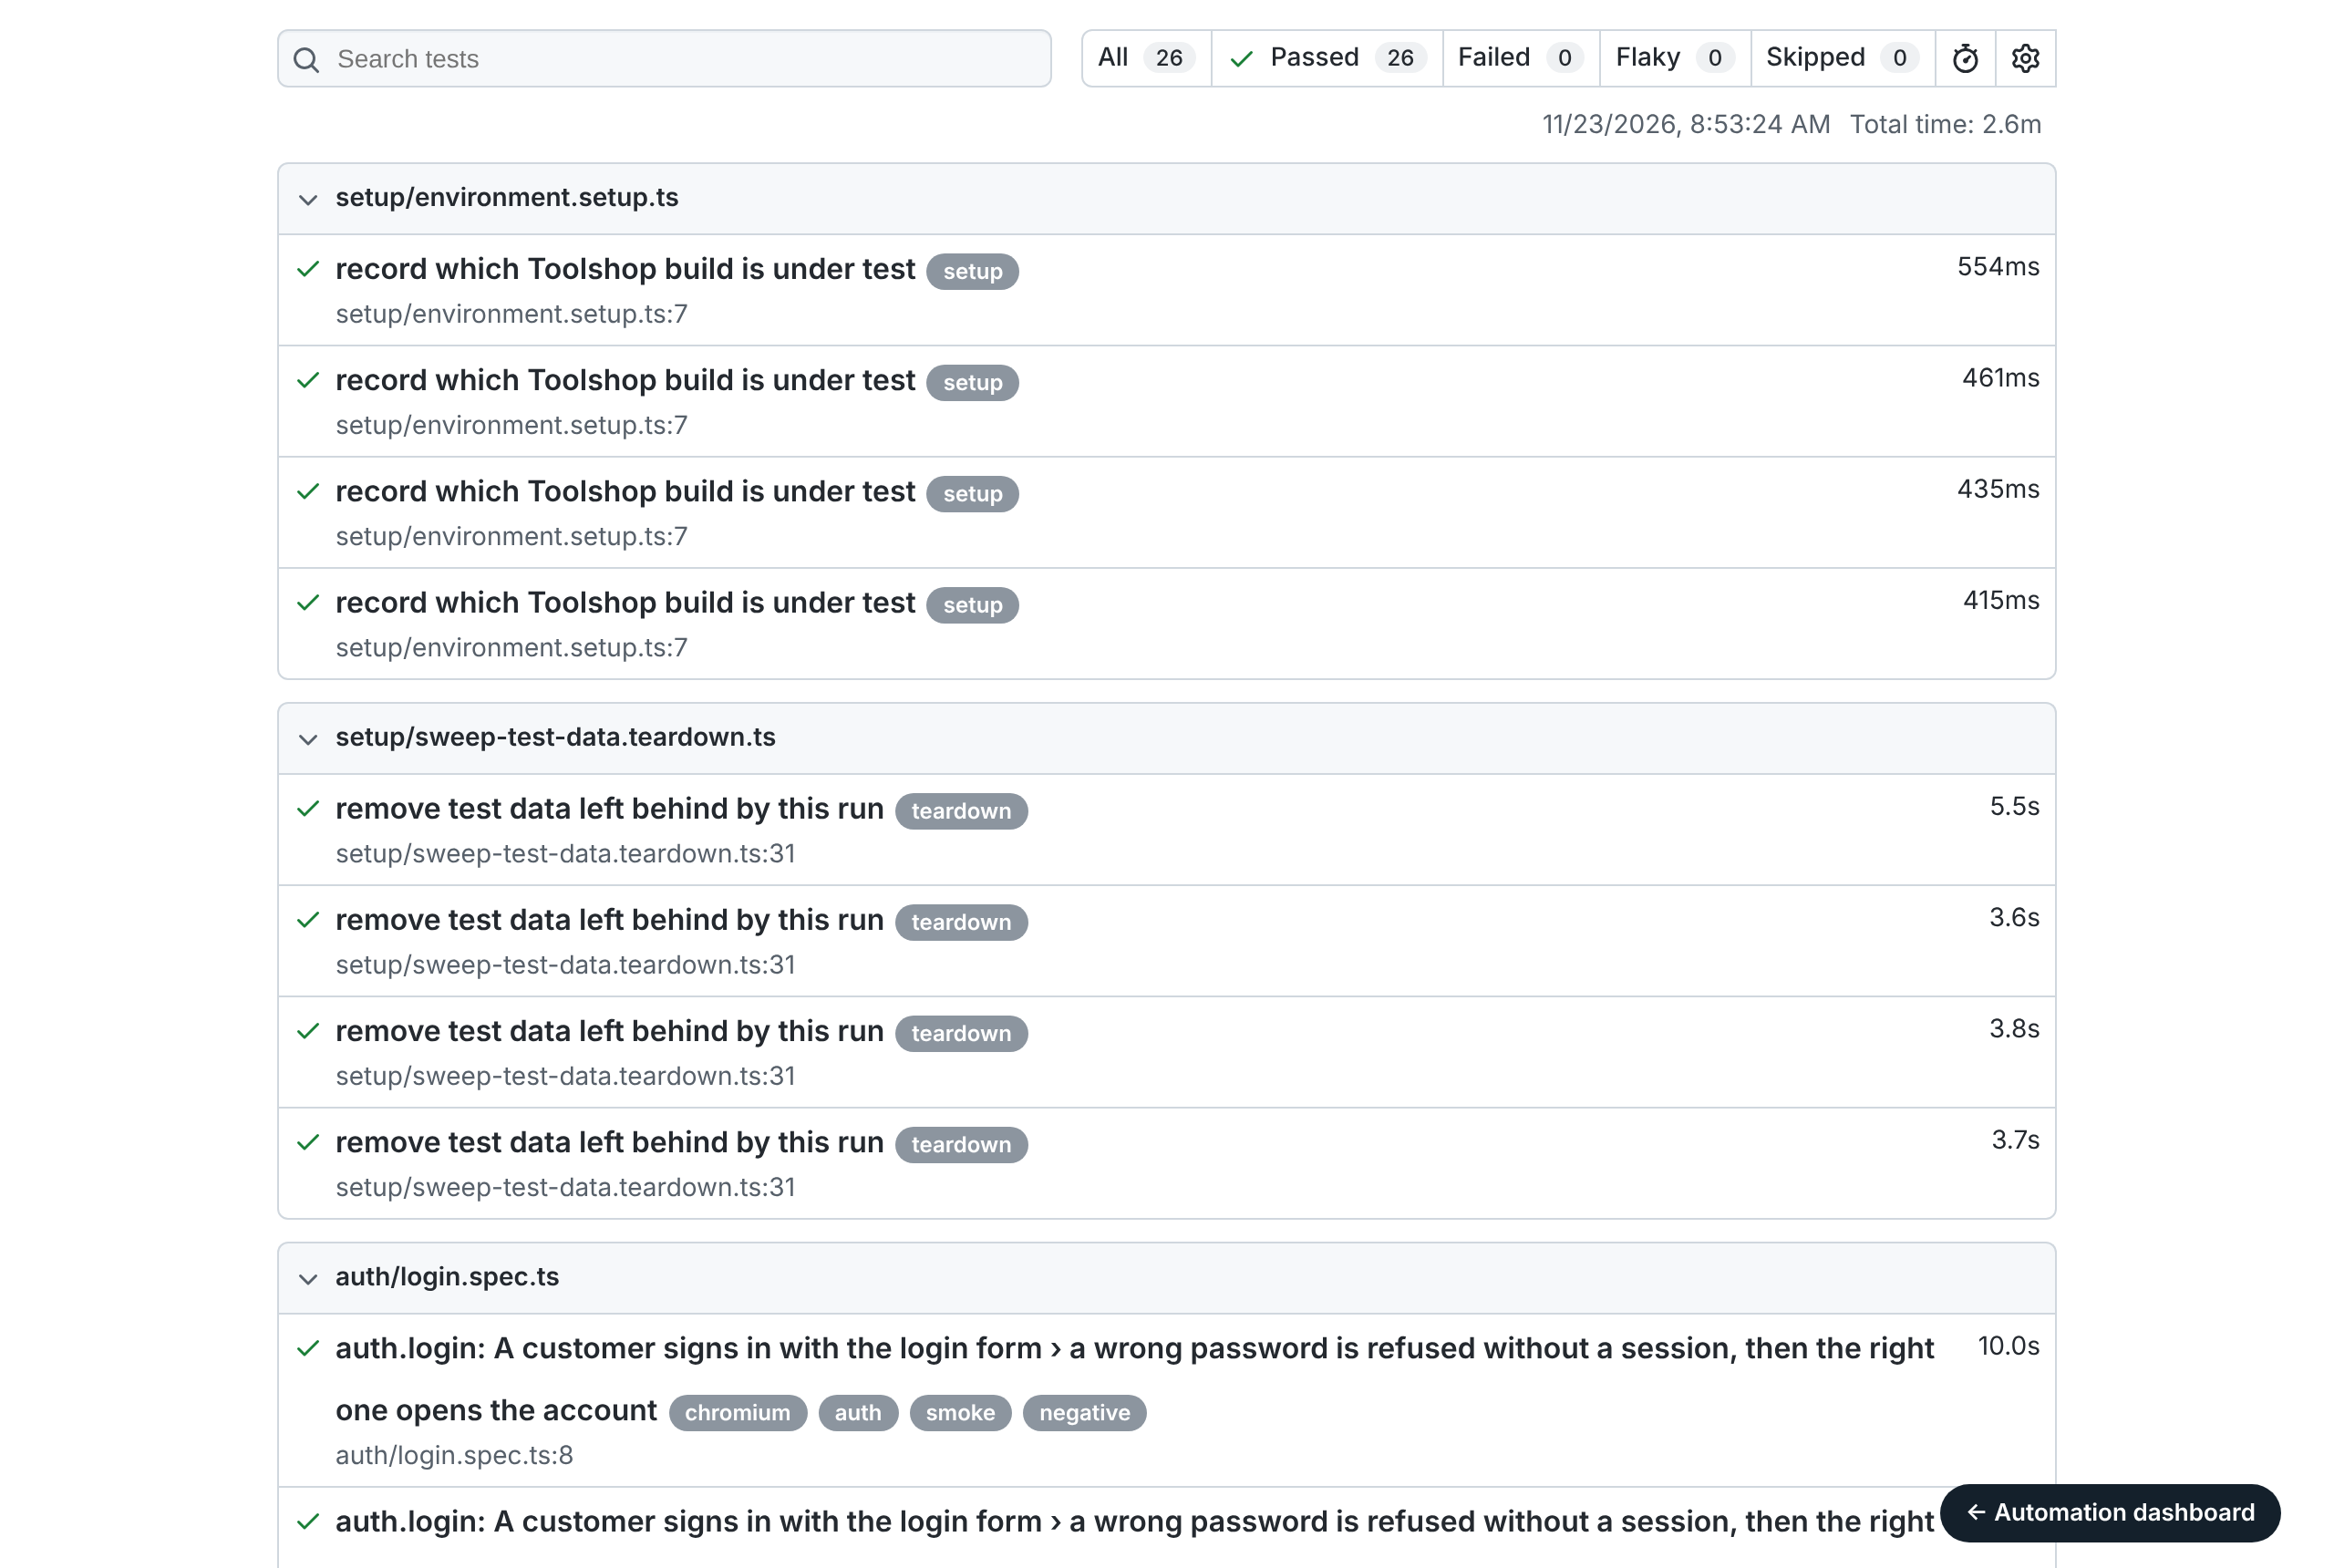 Search tests
All 26 Passed 26 Failed 0 Flaky 0 Skipped 0
11/23/2026, 8:53:24 AM Total time: 2.6m
setup/environment.setup.ts
record which Toolshop build is under test setup 554ms
setup/environment.setup.ts:7
record which Toolshop build is under test setup 461ms
setup/environment.setup.ts:7
record which Toolshop build is under test setup 435ms
setup/environment.setup.ts:7
record which Toolshop build is under test setup 415ms
setup/environment.setup.ts:7
setup/sweep-test-data.teardown.ts
remove test data left behind by this run teardown 5.5s
setup/sweep-test-data.teardown.ts:31
remove test data left behind by this run teardown 3.6s
setup/sweep-test-data.teardown.ts:31
remove test data left behind by this run teardown 3.8s
setup/sweep-test-data.teardown.ts:31
remove test data left behind by this run teardown 3.7s
setup/sweep-test-data.teardown.ts:31
auth/login.spec.ts
auth.login: A customer signs in with the login form › a wrong password is refused without a session, then the right 10.0s
one opens the account chromium auth smoke negative
auth/login.spec.ts:8
auth.login: A customer signs in with the login form › a wrong password is refused without a session, then the right
← Automation dashboard